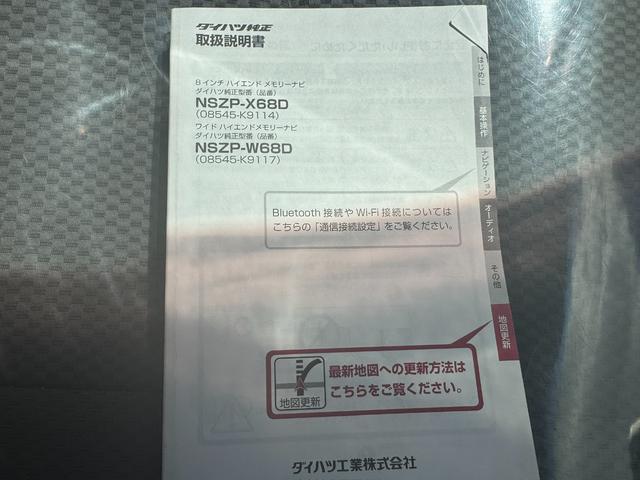 ダイハツ純正
取扱説明書
8インチ ハイエンド メモリーナビ
ダイハツ純正型番（品番）
NSZP-X68D
（08545-K9114）
ワイド ハイエンドメモリーナビ
ダイハツ純正型番（品番）
NSZP-W68D
（08545-K9117）
Bluetooth 接続や Wi-Fi 接続については
こちらの「通信接続設定」をご覧ください。
最新地図への更新方法は
こちらをご覧ください。
地図更新
ダイハツ工業株式会社
はじめに
基本操作
ナビゲーション
オーディオ
その他
地図更新